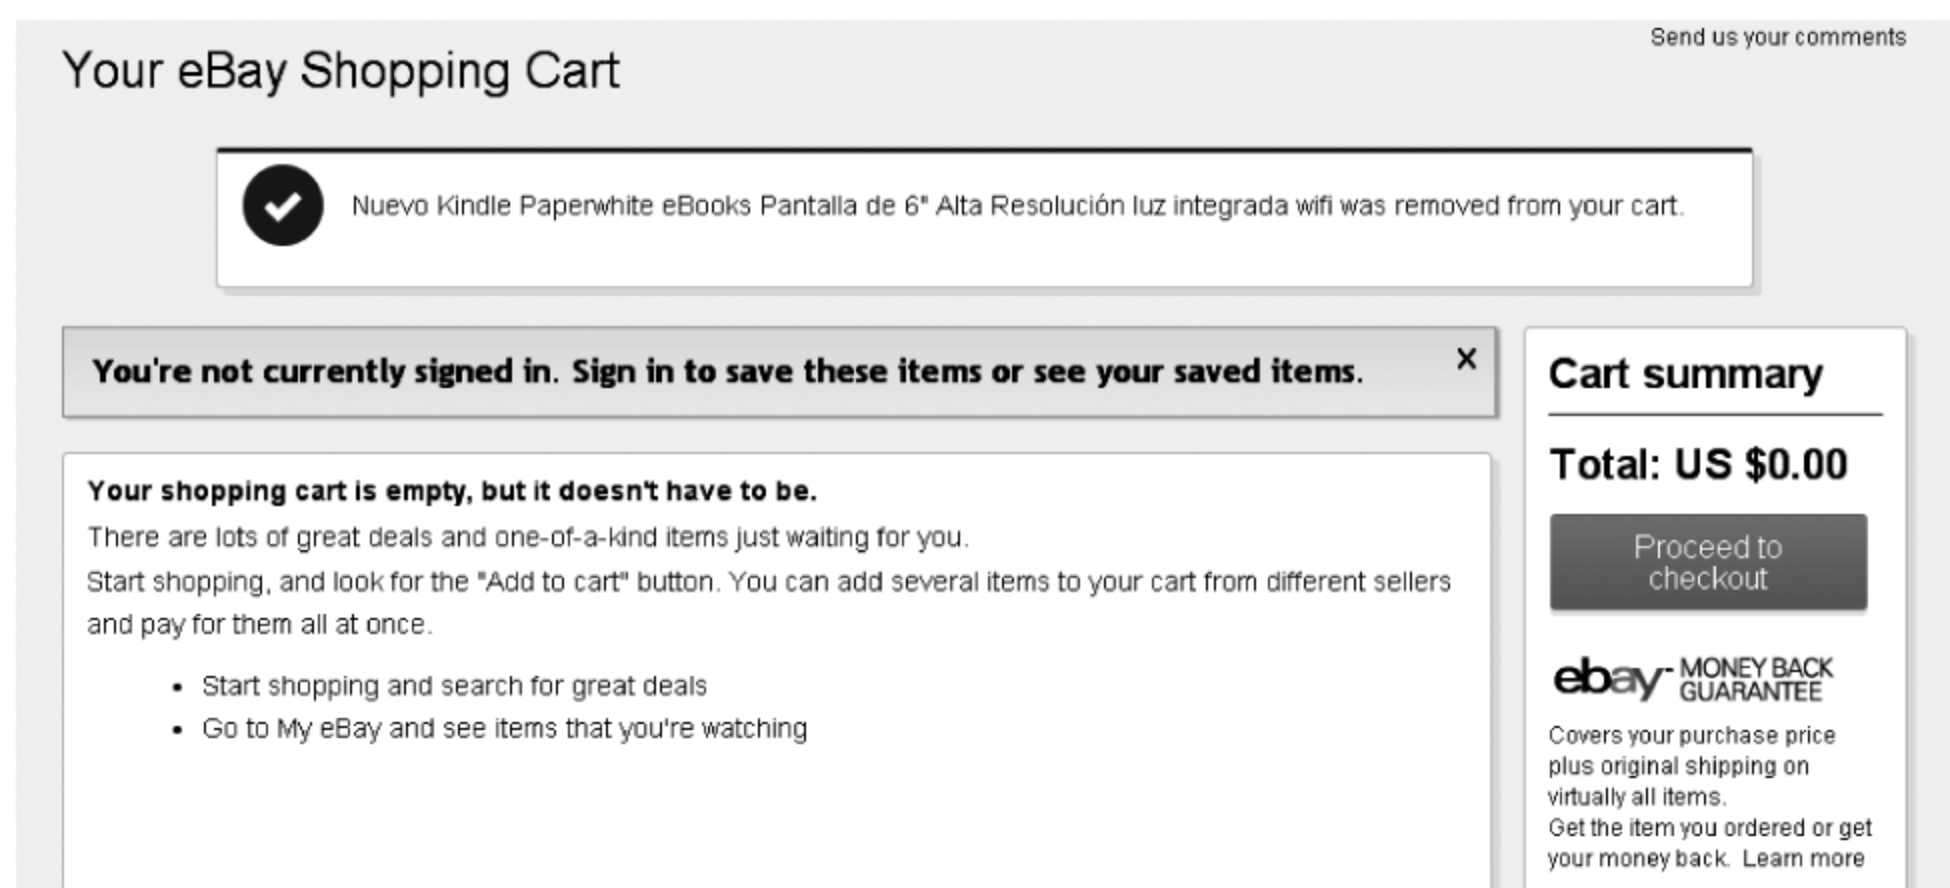 Send us your comments
Your eBay Shopping Cart
Nuevo Kindle Paperwhite eBooks Pantalla de 6" Alta Resolución luz integrada wifi was removed from your cart.
You're not currently signed in. Sign in to save these items or see your saved items.
X
Your shopping cart is empty, but it doesn't have to be.
There are lots of great deals and one-of-a-kind items just waiting for you.
Start shopping, and look for the "Add to cart" button. You can add several items to your cart from different sellers
and pay for them all at once.
• Start shopping and search for great deals
• Go to My eBay and see items that you're watching
Cart summary
Total: US $0.00
Proceed to
checkout
ebay MONEY BACK
GUARANTEE
Covers your purchase price
plus original shipping on
virtually all items.
Get the item you ordered or get
your money back. Learn more